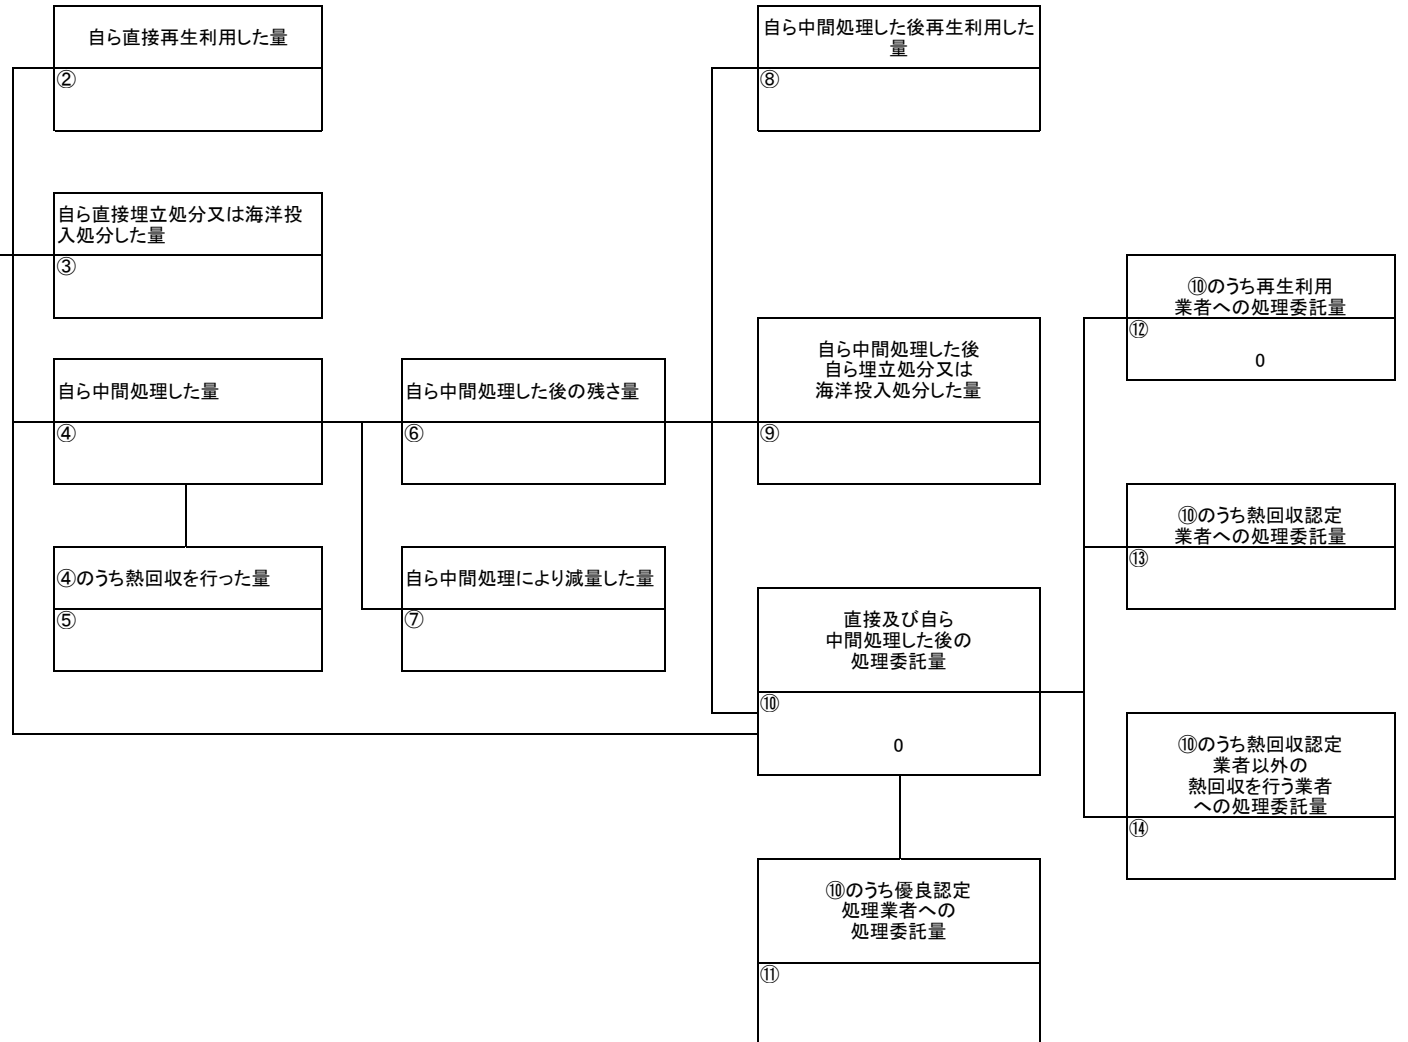 自ら直接再生利用した量
②
自ら中間処理した後再生利用した
量
⑧
自ら直接埋立処分又は海洋投
入処分した量
③
⑩のうち再生利用
業者への処理委託量
⑫
0
自ら中間処理した量
④
自ら中間処理した後の残さ量
⑥
自ら中間処理した後
自ら埋立処分又は
海洋投入処分した量
⑨
⑩のうち熱回収認定
業者への処理委託量
⑬
④のうち熱回収を行った量
⑤
自ら中間処理により減量した量
⑦
直接及び自ら
中間処理した後の
処理委託量
⑩
0
⑩のうち熱回収認定
業者以外の
熱回収を行う業者
への処理委託量
⑭
⑩のうち優良認定
処理業者への
処理委託量
⑪